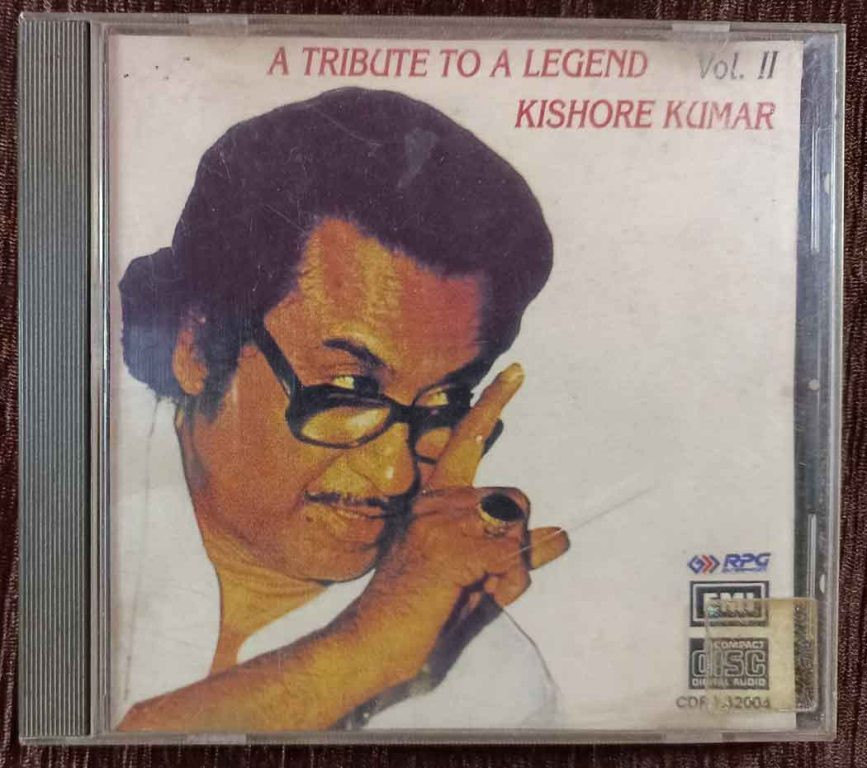 A TRIBUTE TO A LEGEND Vol. II
KISHORE KUMAR
RPG
EMI
COMPACT
disc
DIGITAL AUDIO